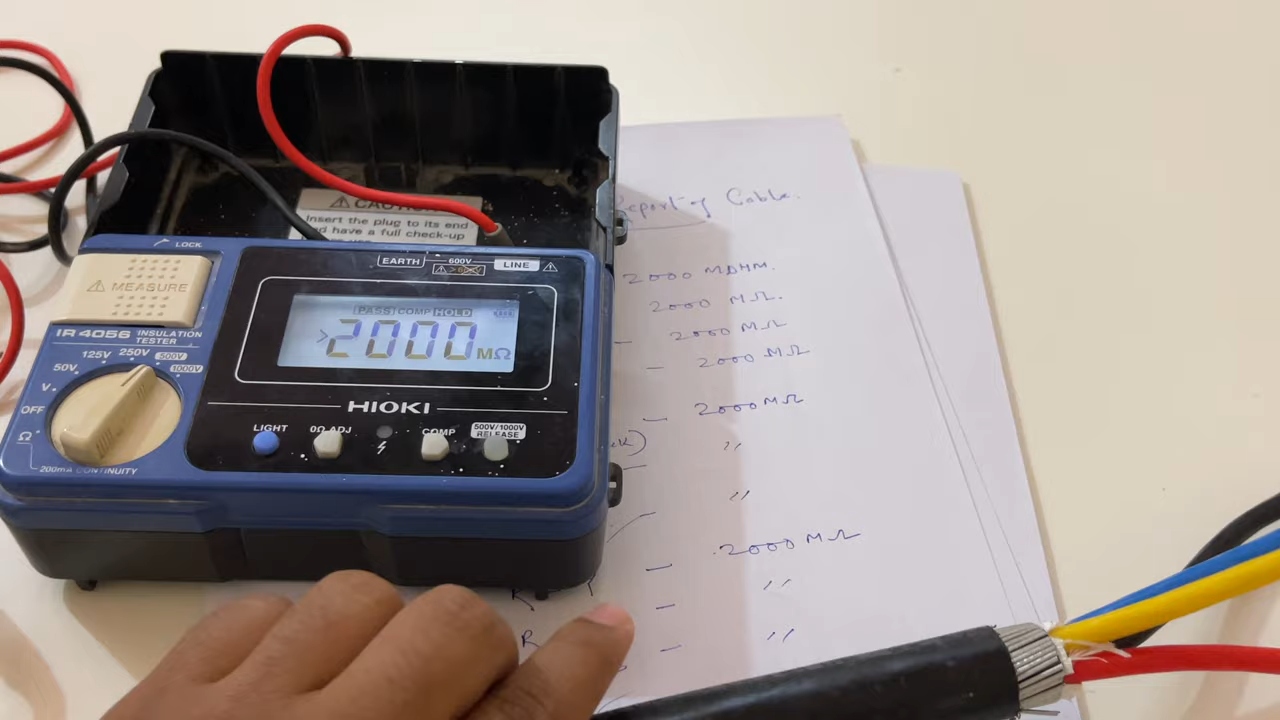 CAUTION
Insert the plug to its end
and have a full check-up
LOCK
MEASURE
EARTH 600V LINE
>600V
IR 4056 INSULATION
TESTER
PASS COMP HOLD
>2000 MΩ
50V 125V 250V 500V 1000V
V
OFF
Ω
200mA CONTINUITY
HIOKI
LIGHT 0Ω ADJ COMP 500V/1000V
RELEASE
Report of Cable.
2000 MOHM.
2000 MΩ.
— 2000 MΩ
— 2000 MΩ
— 2000 MΩ
"
"
— 2000 MΩ
R Y — "
R — "